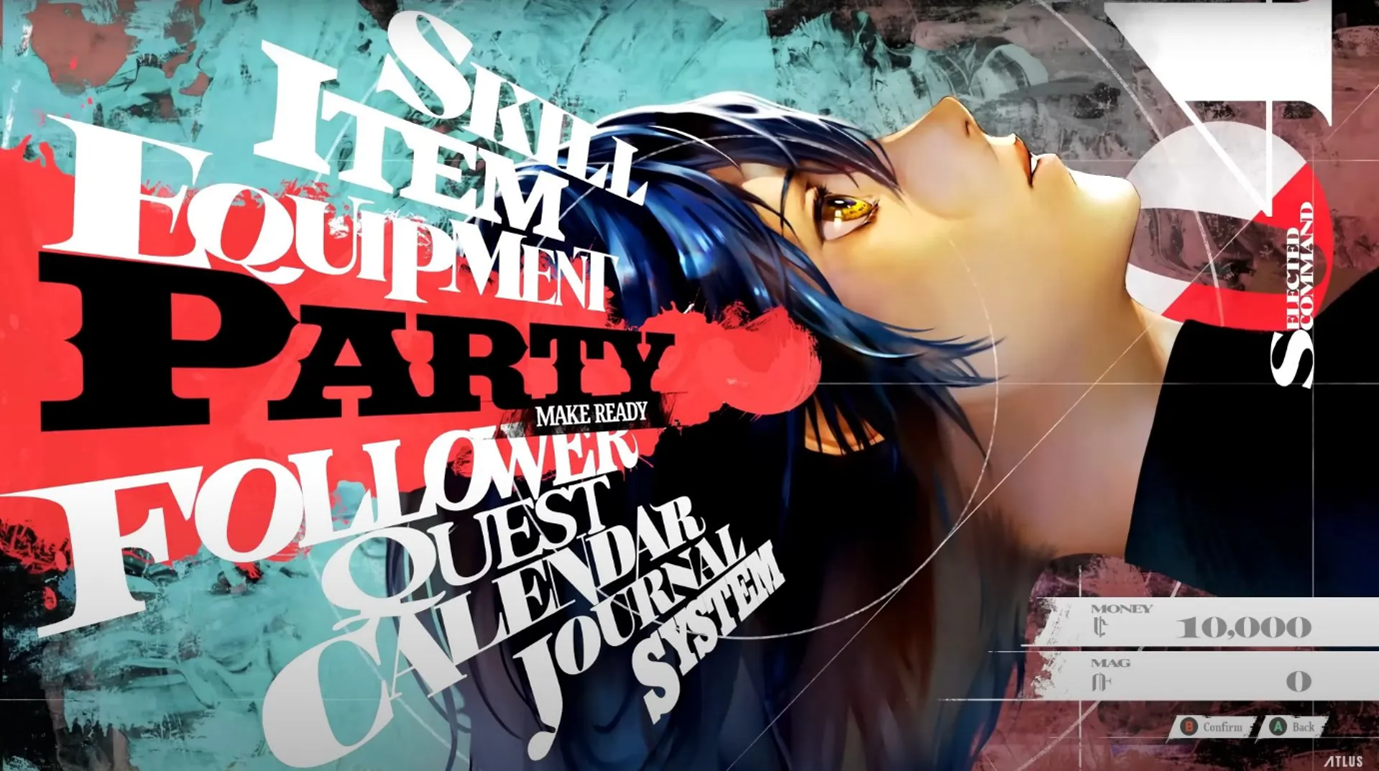 SKILL
ITEM
EQUIPMENT
PARTY
MAKE READY
FOLLOWER
QUEST
CALENDAR
JOURNAL
SYSTEM
SELECTED
COMMAND
MONEY
10,000
MAG
0
B Confirm
A Back
ATLUS